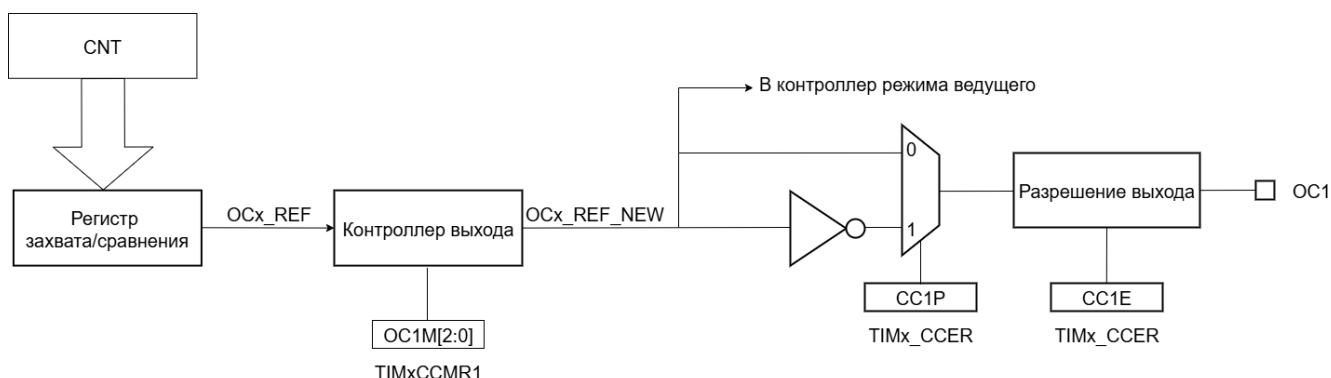 CNT
В контроллер режима ведущего
0
Регистр
захвата/сравнения
OCx_REF
Контроллер выхода
OCx_REF_NEW
1
Разрешение выхода
OC1
CC1P
CC1E
TIMx_CCER
TIMx_CCER
OC1M[2:0]
TIMxCCMR1